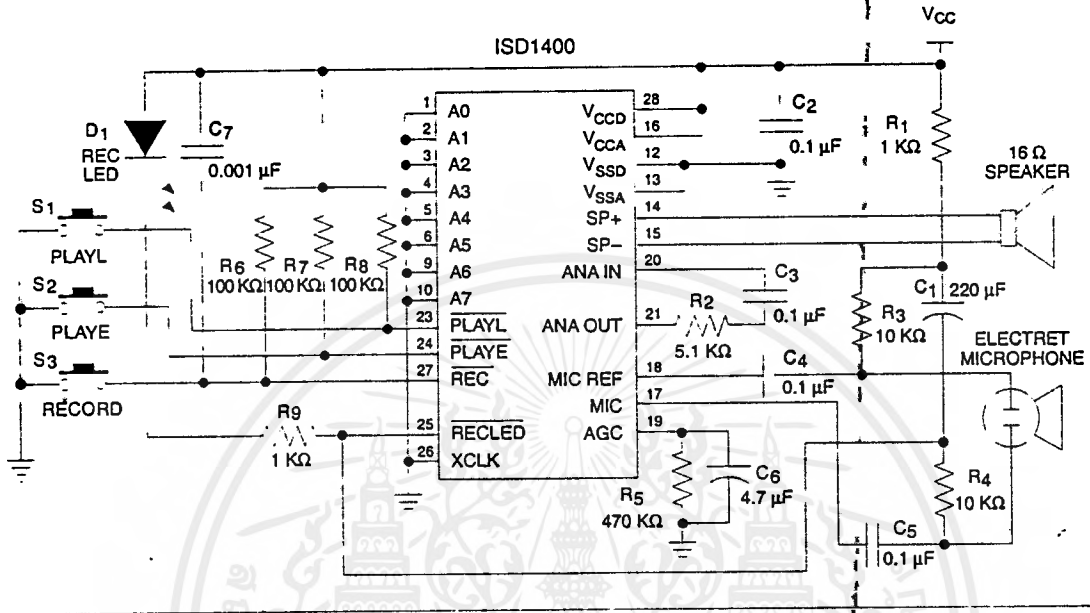 VCC
ISD1400
D1
REC
LED
C7
0.001 µF
1 A0
2 A1
3 A2
4 A3
5 A4
6 A5
9 A6
10 A7
23 PLAYL
24 PLAYE
27 REC
25 RECLED
26 XCLK
VCCD 28
VCCA 16
VSSD 12
VSSA 13
SP+ 14
SP– 15
ANA IN 20
ANA OUT 21
MIC REF 18
MIC 17
AGC 19
C2
0.1 µF
R1
1 KΩ
16 Ω
SPEAKER
S1
PLAYL
S2
PLAYE
S3
RECORD
R6
100 KΩ
R7
100 KΩ
R8
100 KΩ
R9
1 KΩ
R2
5.1 KΩ
C3
0.1 µF
R3
10 KΩ
C1 220 µF
ELECTRET
MICROPHONE
C4
0.1 µF
R5
470 KΩ
C6
4.7 µF
R4
10 KΩ
C5
0.1 µF